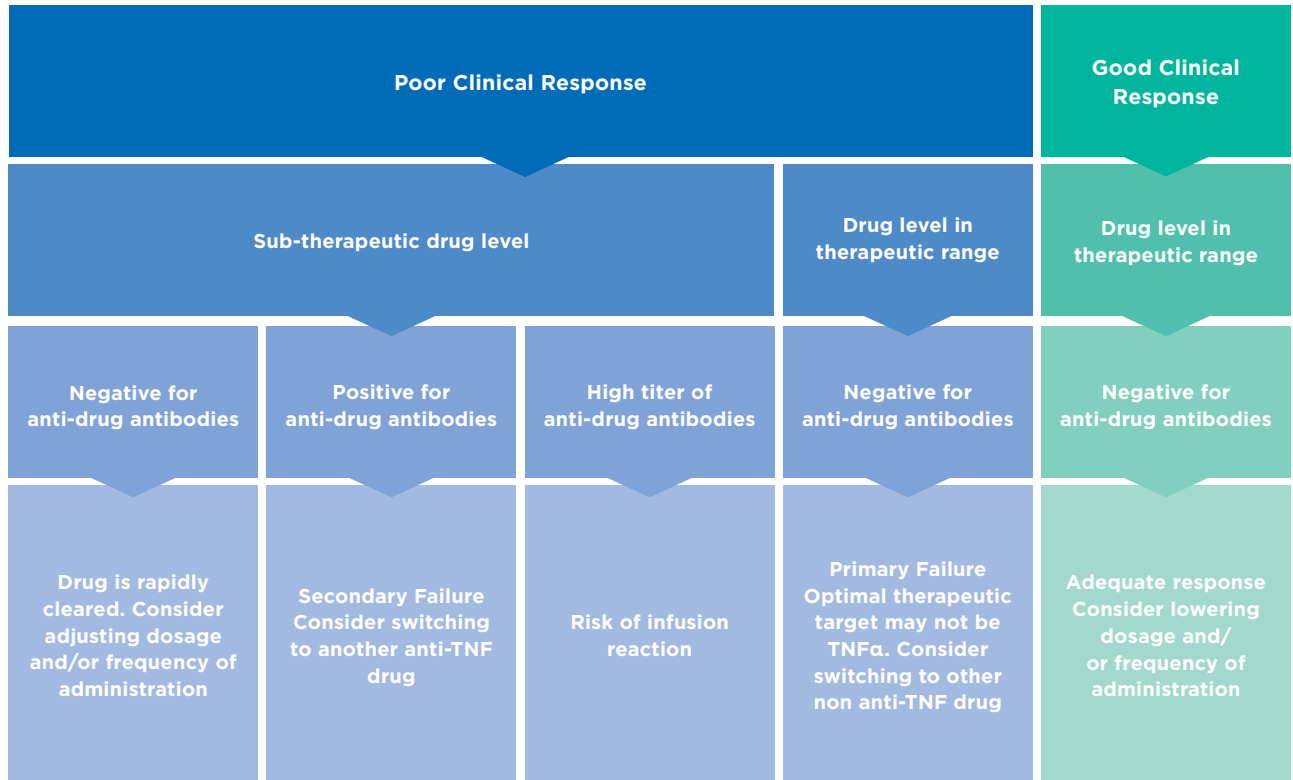 Poor Clinical Response
Good Clinical
Response
Sub-therapeutic drug level
Drug level in
therapeutic range
Drug level in
therapeutic range
Negative for
anti-drug antibodies
Positive for
anti-drug antibodies
High titer of
anti-drug antibodies
Negative for
anti-drug antibodies
Negative for
anti-drug antibodies
Drug is rapidly
cleared. Consider
adjusting dosage
and/or frequency of
administration
Secondary Failure
Consider switching
to another anti-TNF
drug
Risk of infusion
reaction
Primary Failure
Optimal therapeutic
target may not be
TNFα. Consider
switching to other
non anti-TNF drug
Adequate response
Consider lowering
dosage and/
or frequency of
administration